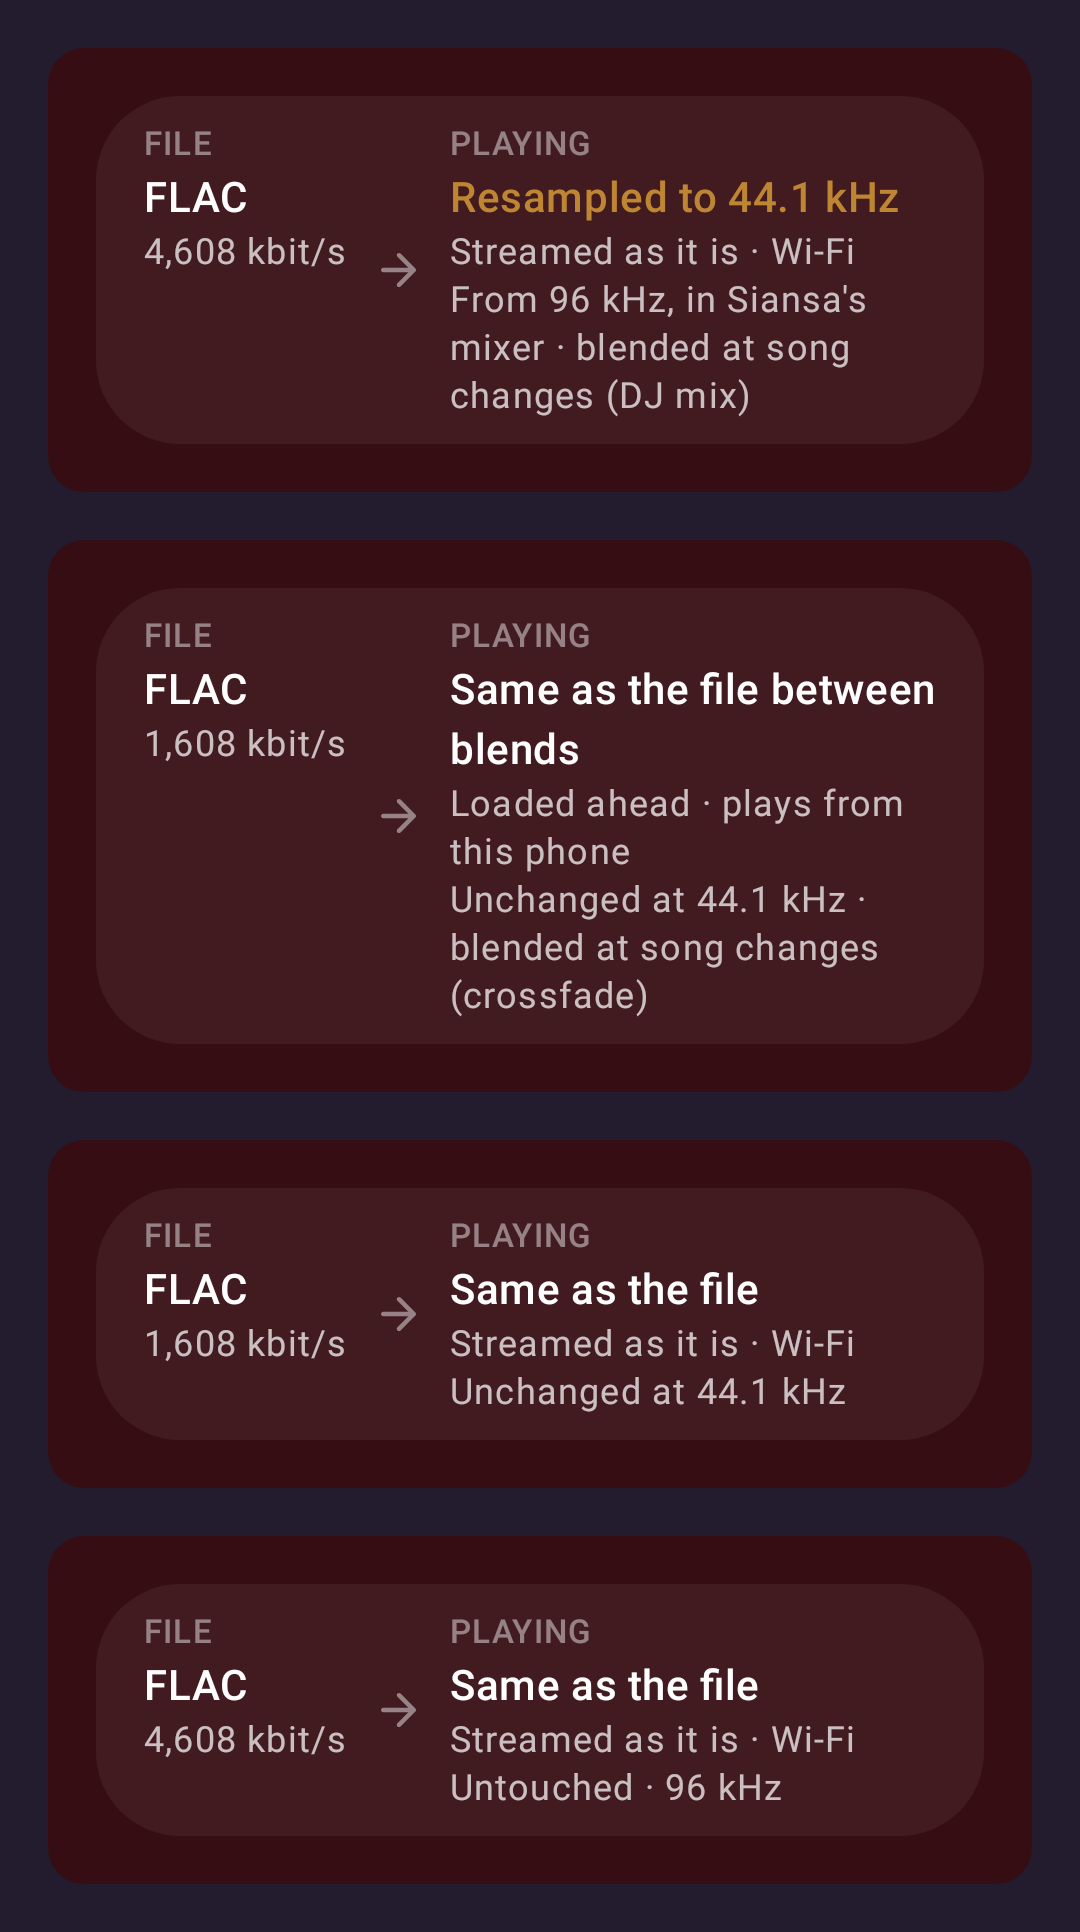 FILE
FLAC
4,608 kbit/s
PLAYING
Resampled to 44.1 kHz
Streamed as it is · Wi-Fi
From 96 kHz, in Siansa's
mixer · blended at song
changes (DJ mix)
FILE
FLAC
1,608 kbit/s
PLAYING
Same as the file between
blends
Loaded ahead · plays from
this phone
Unchanged at 44.1 kHz ·
blended at song changes
(crossfade)
FILE
FLAC
1,608 kbit/s
PLAYING
Same as the file
Streamed as it is · Wi-Fi
Unchanged at 44.1 kHz
FILE
FLAC
4,608 kbit/s
PLAYING
Same as the file
Streamed as it is · Wi-Fi
Untouched · 96 kHz